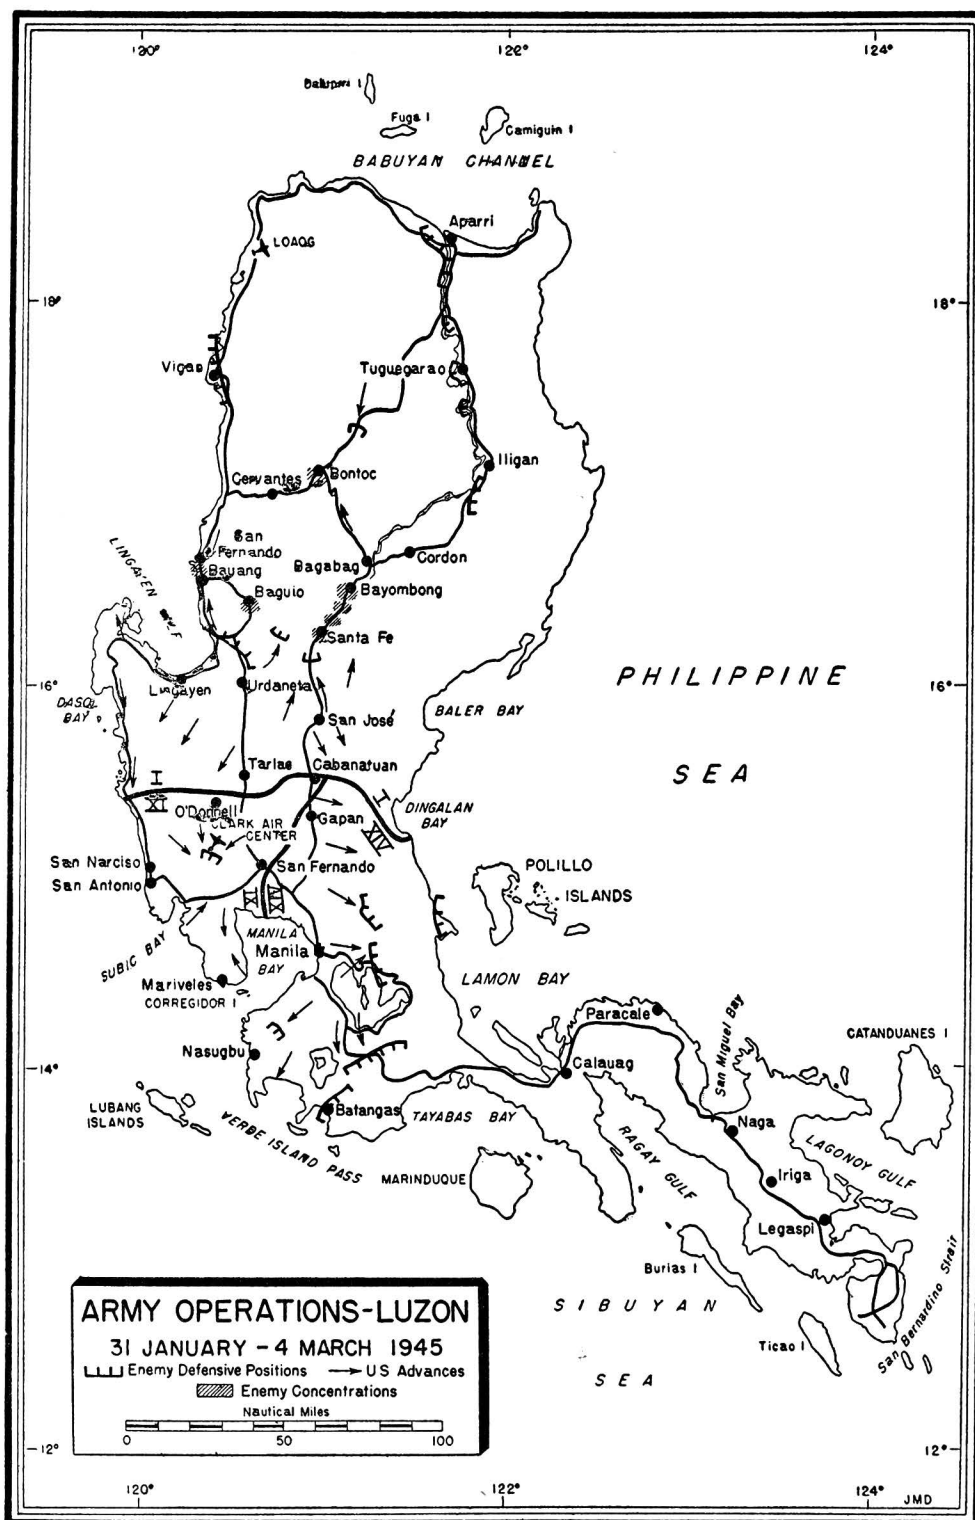 120°
122°
124°
Fuga I
Camiguin I
BABUYAN CHANNEL
Aparri
LOAOG
18°
18°
Vigan
Tuguegarao
Iligan
Cervantes
Bontoc
San
Fernando
Bauang
Baguio
Bagabag
Cordon
Bayombong
Santa Fe
LINGAYEN
Lingayen
Urdaneta
16°
16°
DASOL
BAY
San José
BALER BAY
PHILIPPINE
SEA
Tarlac
Cabanatuan
I
XI
I
XIV
O'Donnell
CLARK AIR
CENTER
Gapan
DINGALAN
BAY
San Narciso
San Antonio
San Fernando
XI
XIV
POLILLO
ISLANDS
SUBIC BAY
MANILA
BAY
Manila
LAMON BAY
Mariveles
CORREGIDOR I
Paracale
San Miguel Bay
CATANDUANES I
Nasugbu
14°
14°
Calauag
LUBANG
ISLANDS
VERDE ISLAND PASS
Batangas
TAYABAS BAY
RAGAY GULF
Naga
LAGONOY GULF
MARINDUQUE
Iriga
Legaspi
Burias I
SIBUYAN
SEA
Ticao I
San Bernardino Strait
ARMY OPERATIONS-LUZON
31 JANUARY - 4 MARCH 1945
Enemy Defensive Positions
US Advances
Enemy Concentrations
Nautical Miles
0
50
100
12°
12°
120°
122°
124°
JMD